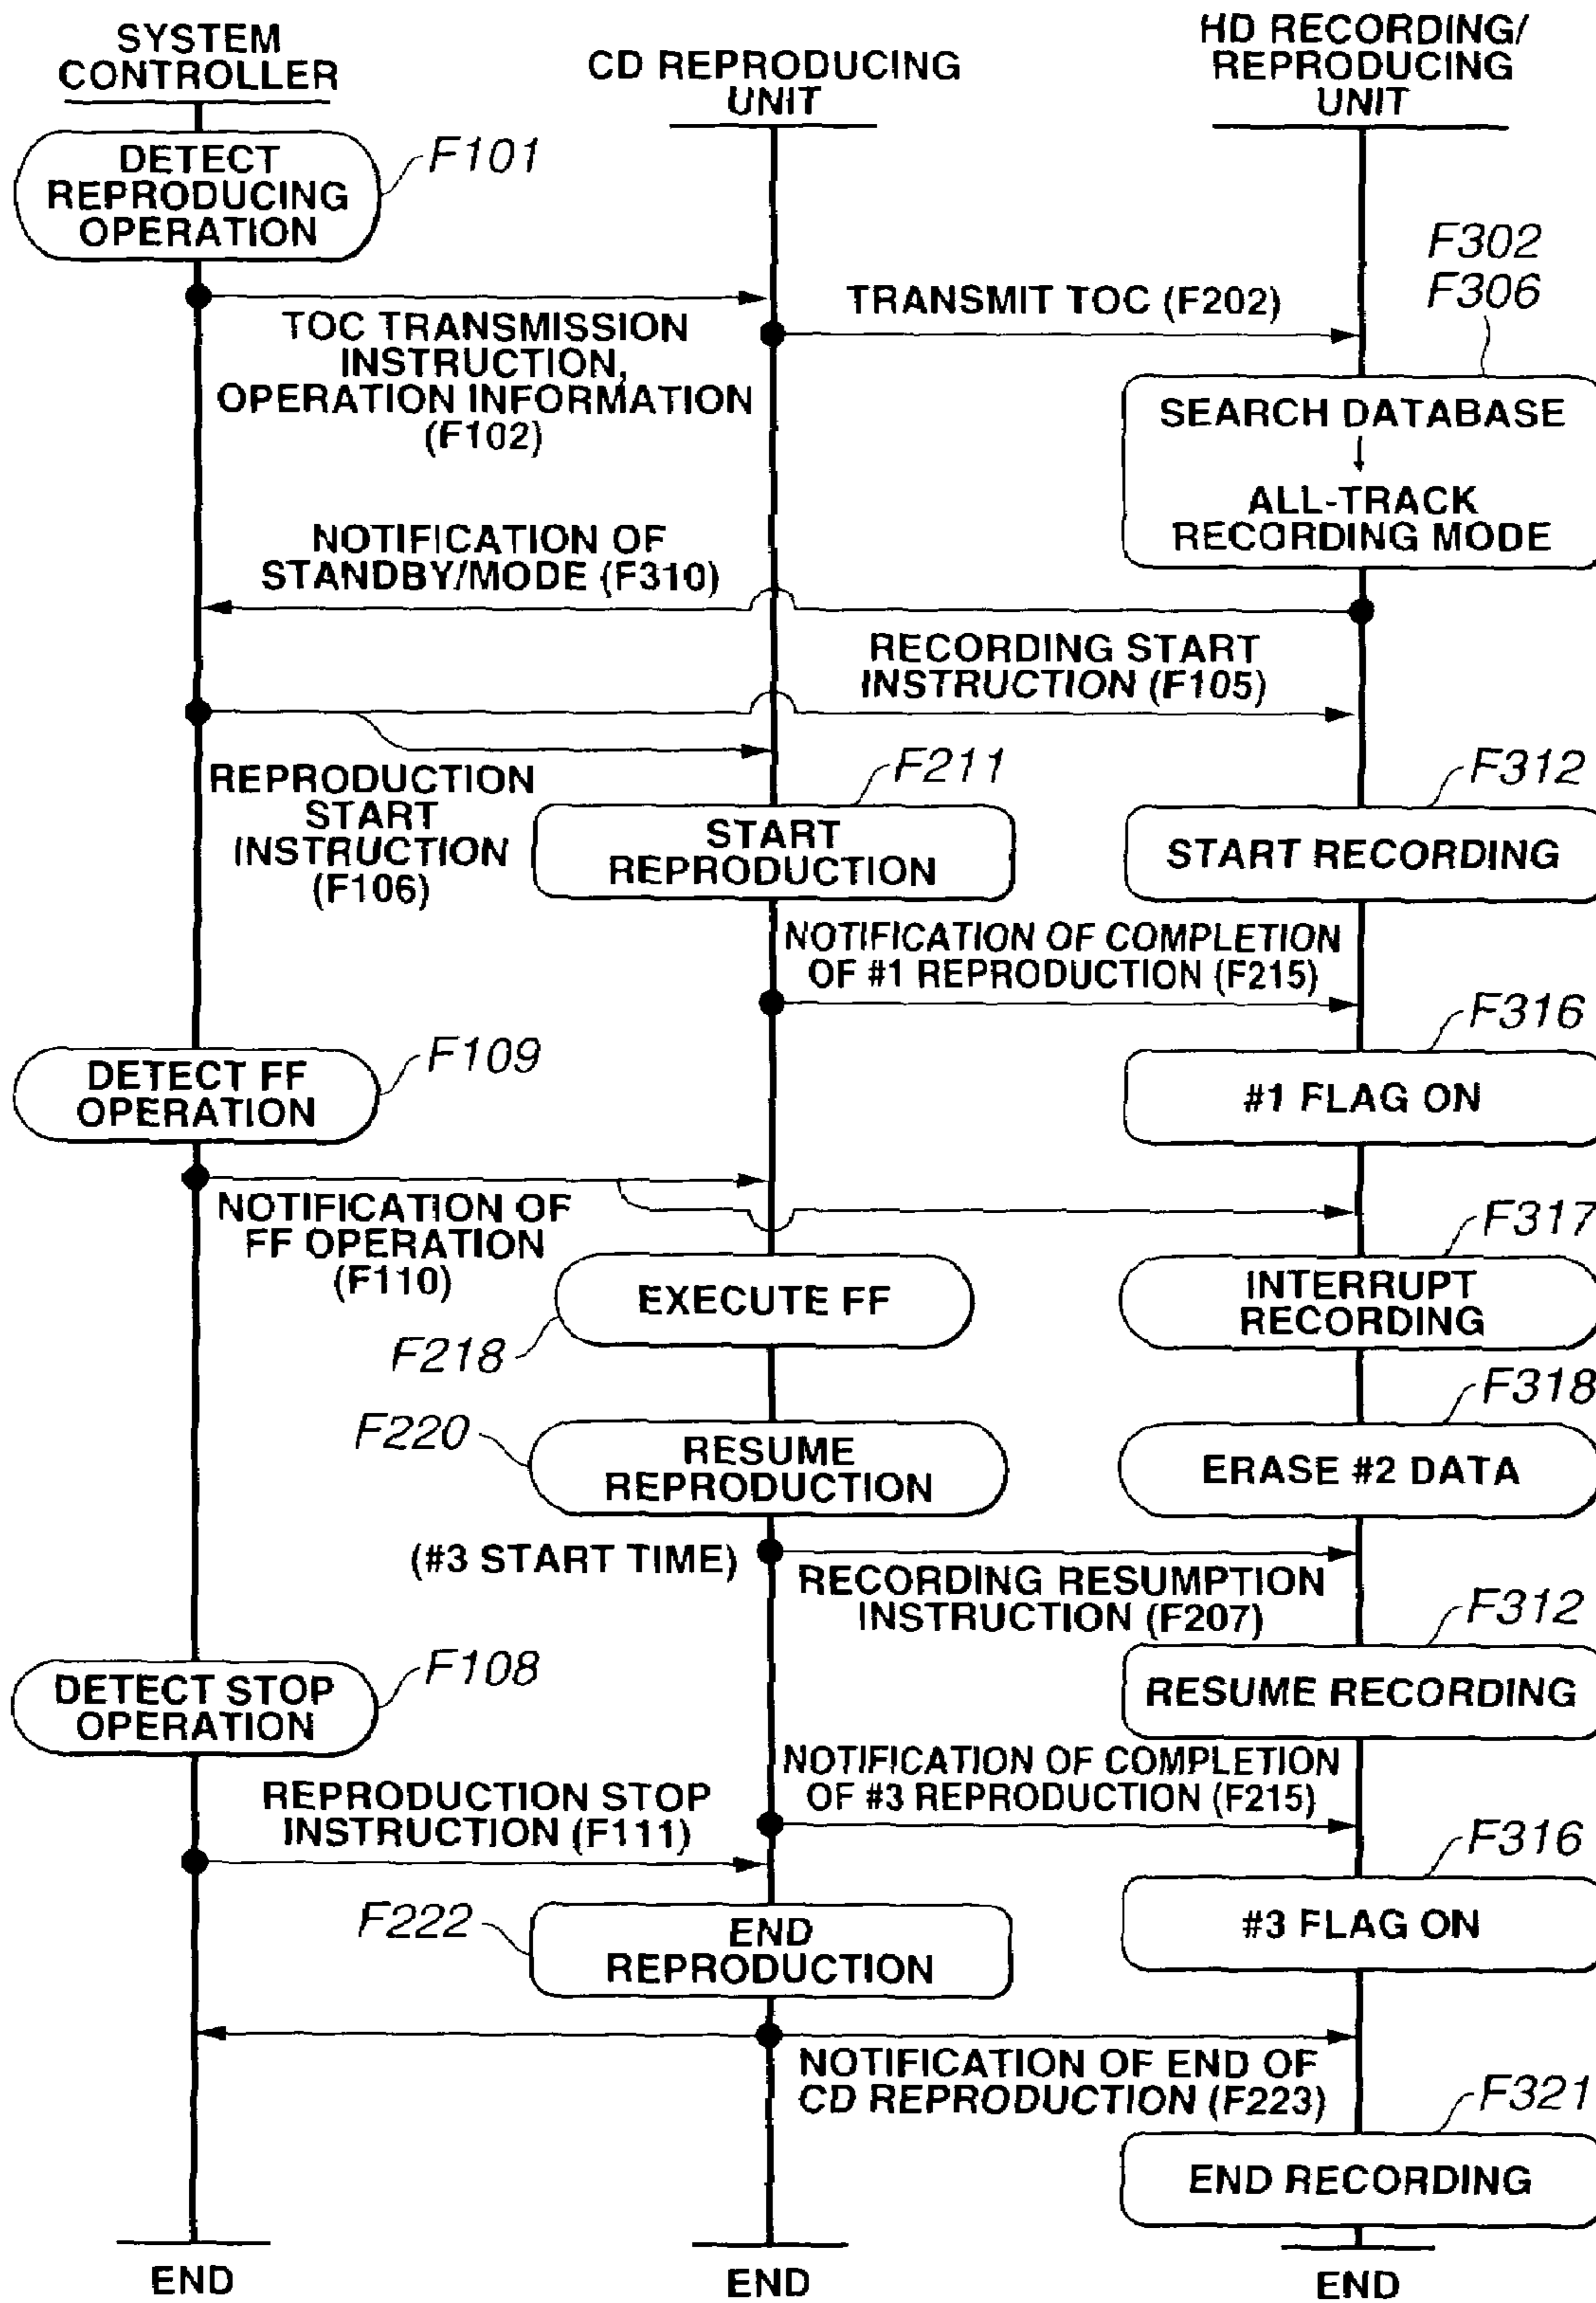 SYSTEM
CONTROLLER
CD REPRODUCING
UNIT
HD RECORDING/
REPRODUCING
UNIT
DETECT
REPRODUCING
OPERATION
F101
F302
F306
TOC TRANSMISSION
INSTRUCTION,
OPERATION INFORMATION
(F102)
TRANSMIT TOC (F202)
SEARCH DATABASE
ALL-TRACK
RECORDING MODE
NOTIFICATION OF
STANDBY/MODE (F310)
RECORDING START
INSTRUCTION (F105)
REPRODUCTION
START
INSTRUCTION
(F106)
F211
START
REPRODUCTION
F312
START RECORDING
NOTIFICATION OF COMPLETION
OF #1 REPRODUCTION (F215)
F316
#1 FLAG ON
DETECT FF
OPERATION
F109
NOTIFICATION OF
FF OPERATION
(F110)
F317
INTERRUPT
RECORDING
EXECUTE FF
F218
F318
ERASE #2 DATA
F220
RESUME
REPRODUCTION
(#3 START TIME)
RECORDING RESUMPTION
INSTRUCTION (F207)
F312
RESUME RECORDING
DETECT STOP
OPERATION
F108
NOTIFICATION OF COMPLETION
OF #3 REPRODUCTION (F215)
REPRODUCTION STOP
INSTRUCTION (F111)
F316
#3 FLAG ON
F222
END
REPRODUCTION
NOTIFICATION OF END OF
CD REPRODUCTION (F223)
F321
END RECORDING
END
END
END